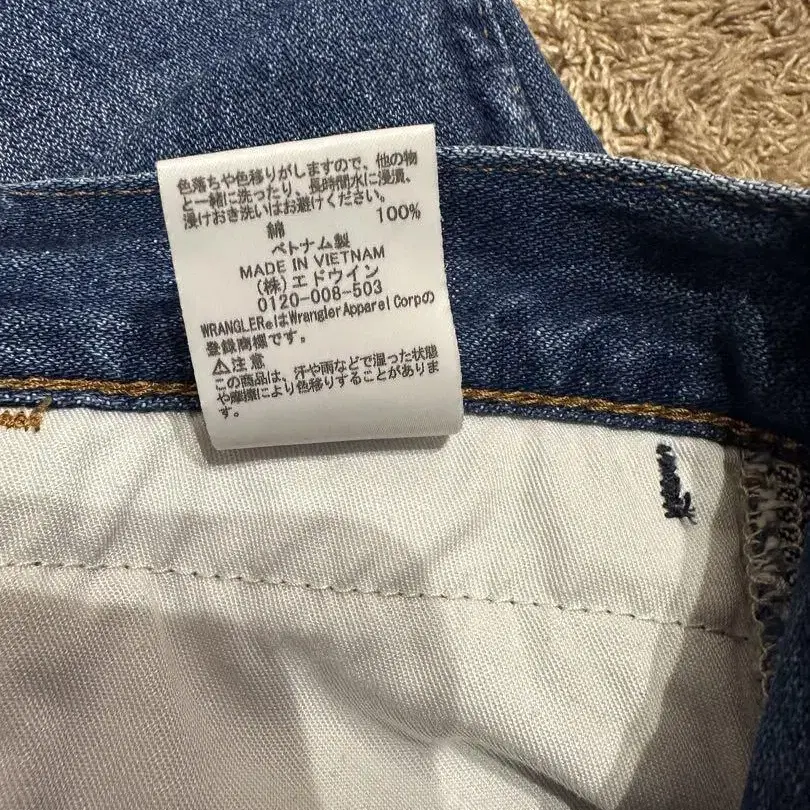 色落ちや色移りがしますので、他の物
と一緒に洗ったり、長時間水に浸漬、
浸けおき洗いはお避けください。
綿 100%
ベトナム製
MADE IN VIETNAM
(株)エドウイン
0120-008-503
WRANGLER®はWrangler Apparel Corpの
登録商標です。
⚠注意
この商品は、汗や雨などで湿った状態
や摩擦により色移りすることがありま
す。